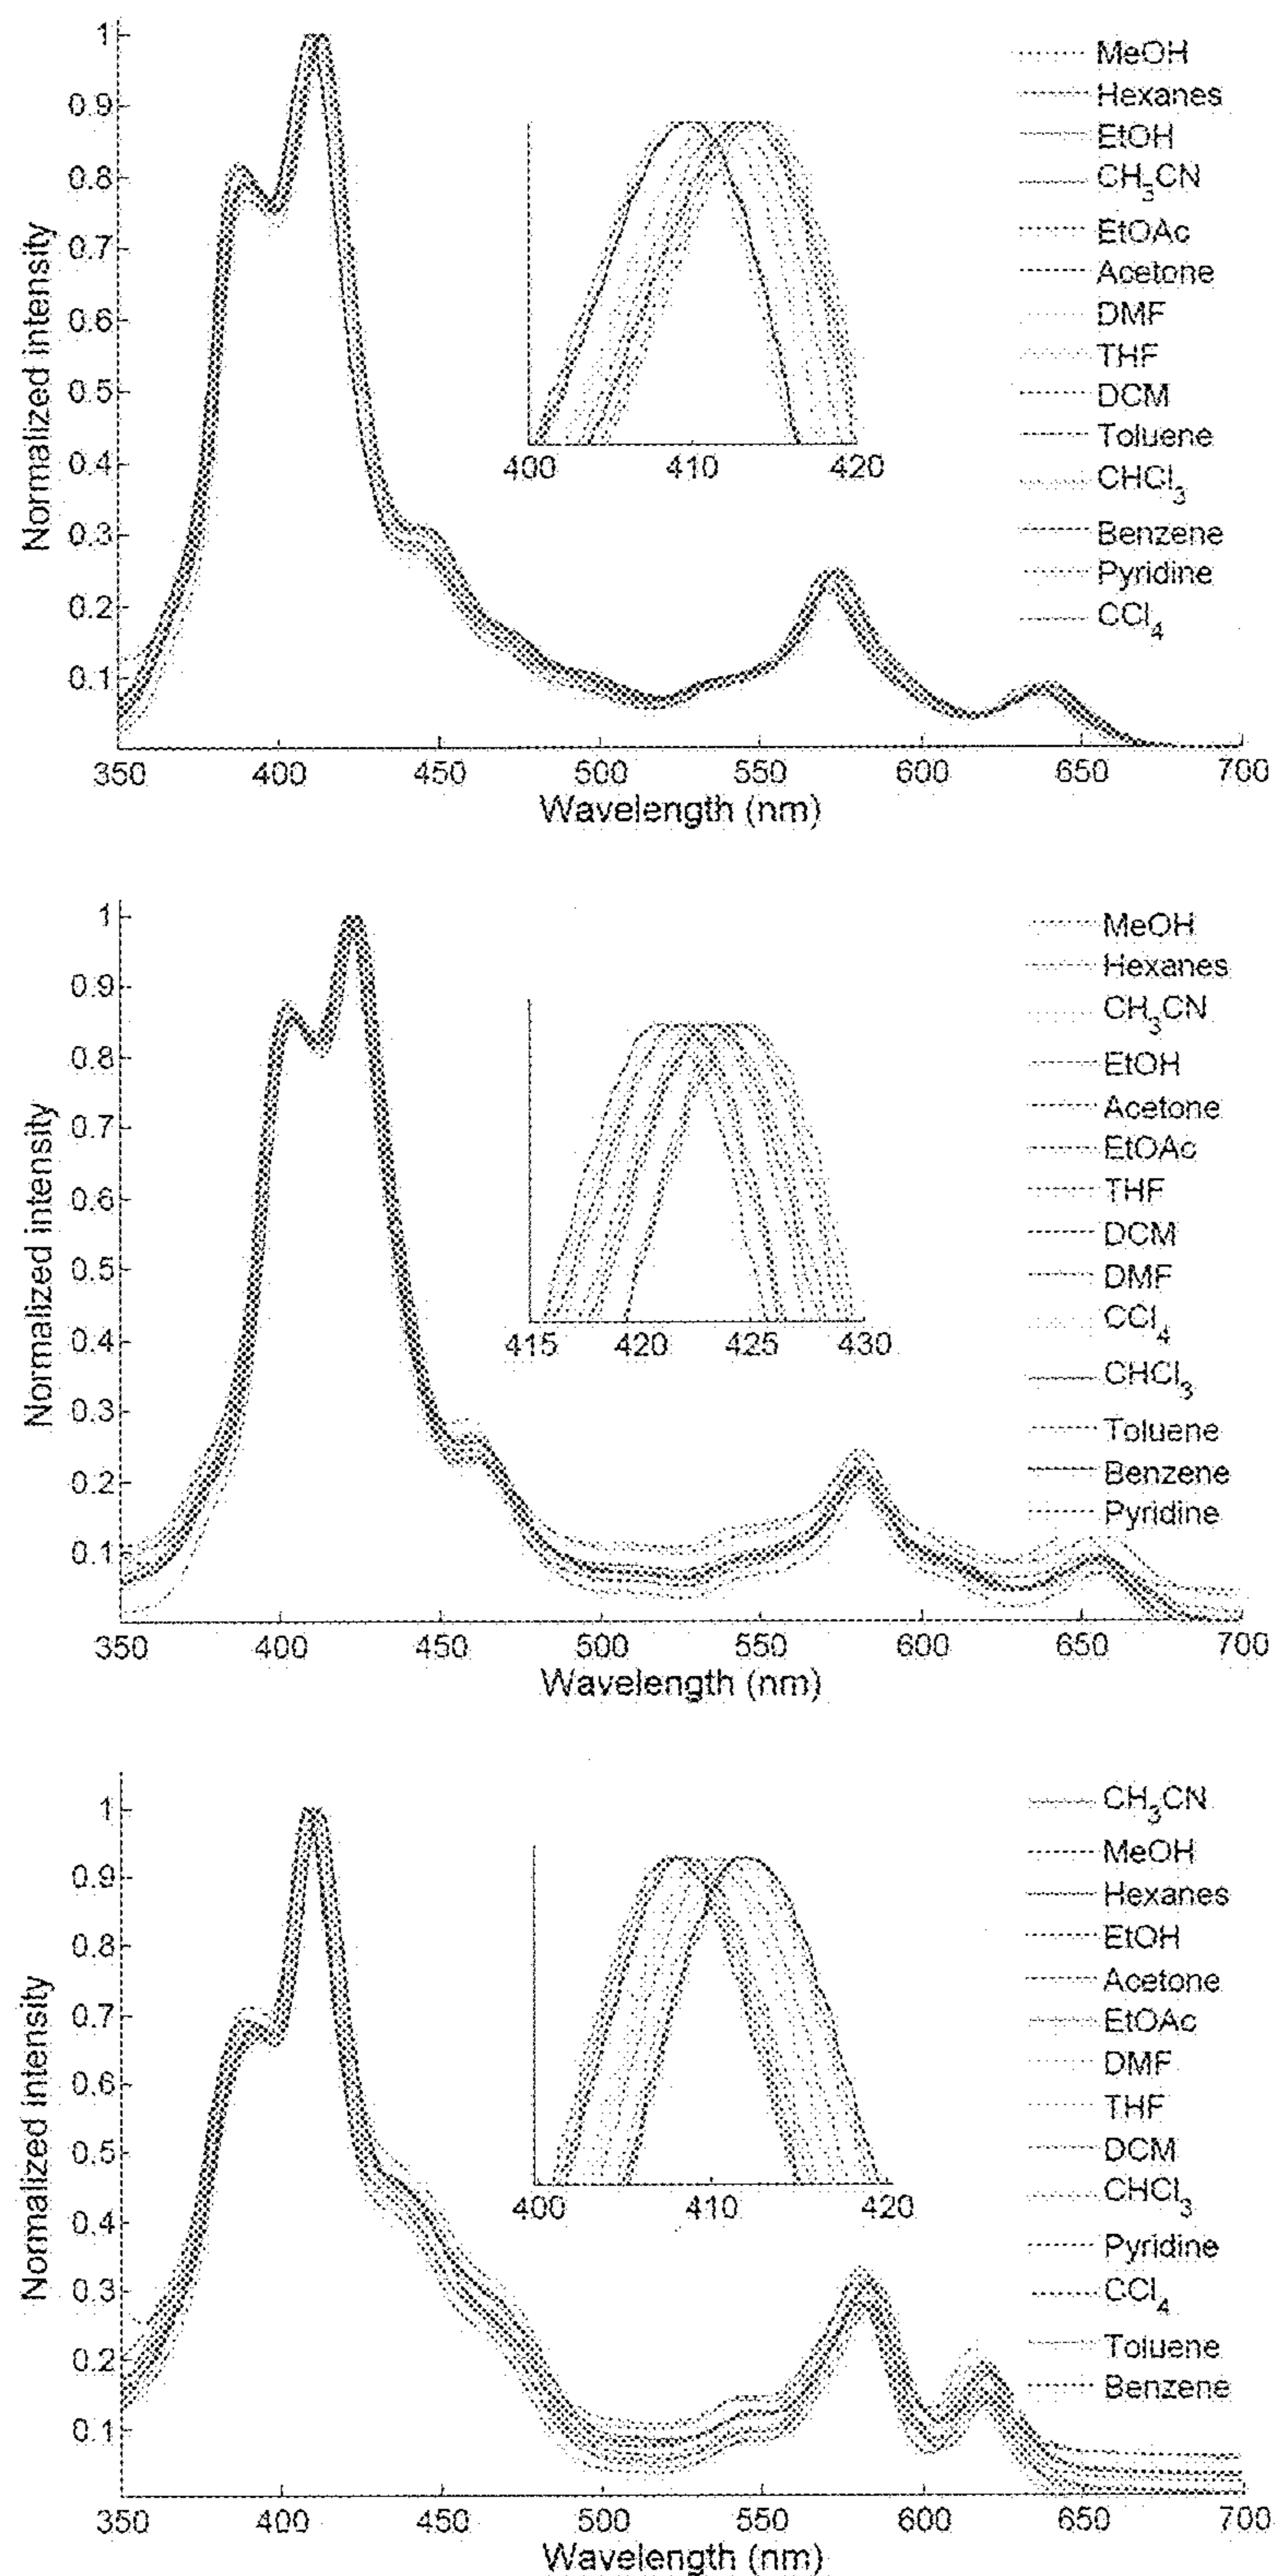 Normalized intensity
1
0.9
0.8
0.7
0.6
0.5
0.4
0.3
0.2
0.1
350 400 450 500 550 600 650 700
Wavelength (nm)
400 410 420
MeOH
Hexanes
EtOH
CH3CN
EtOAc
Acetone
DMF
THF
DCM
Toluene
CHCl3
Benzene
Pyridine
CCl4
Normalized intensity
1
0.9
0.8
0.7
0.6
0.5
0.4
0.3
0.2
0.1
350 400 450 500 550 600 650 700
Wavelength (nm)
415 420 425 430
MeOH
Hexanes
CH3CN
EtOH
Acetone
EtOAc
THF
DCM
DMF
CCl4
CHCl3
Toluene
Benzene
Pyridine
Normalized intensity
1
0.9
0.8
0.7
0.6
0.5
0.4
0.3
0.2
0.1
350 400 450 500 550 600 650 700
Wavelength (nm)
400 410 420
CH3CN
MeOH
Hexanes
EtOH
Acetone
EtOAc
DMF
THF
DCM
CHCl3
Pyridine
CCl4
Toluene
Benzene